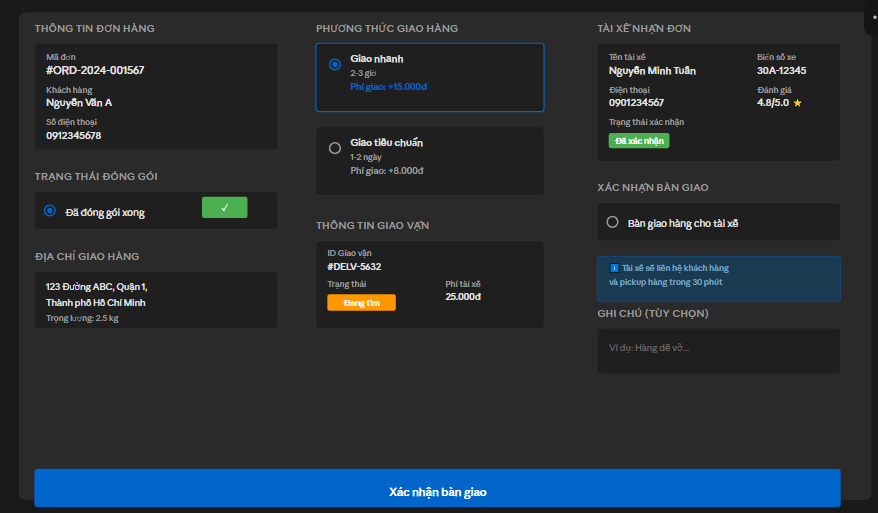 THÔNG TIN ĐƠN HÀNG
Mã đơn
#ORD-2024-001567
Khách hàng
Nguyễn Văn A
Số điện thoại
0912345678
TRẠNG THÁI ĐÓNG GÓI
Đã đóng gói xong
✓
ĐỊA CHỈ GIAO HÀNG
123 Đường ABC, Quận 1,
Thành phố Hồ Chí Minh
Trọng lượng: 2.5 kg
PHƯƠNG THỨC GIAO HÀNG
Giao nhanh
2-3 giờ
Phí giao: +15.000đ
Giao tiêu chuẩn
1-2 ngày
Phí giao: +8.000đ
THÔNG TIN GIAO VẬN
ID Giao vận
#DELV-5632
Trạng thái
Đang tìm
Phí tài xế
25.000đ
TÀI XẾ NHẬN ĐƠN
Tên tài xế
Nguyễn Minh Tuấn
Biển số xe
30A-12345
Điện thoại
0901234567
Đánh giá
4.8/5.0 ★
Trạng thái xác nhận
Đã xác nhận
XÁC NHẬN BÀN GIAO
Bàn giao hàng cho tài xế
ℹ Tài xế sẽ liên hệ khách hàng
và pickup hàng trong 30 phút
GHI CHÚ (TÙY CHỌN)
Ví dụ: Hàng dễ vỡ...
Xác nhận bàn giao